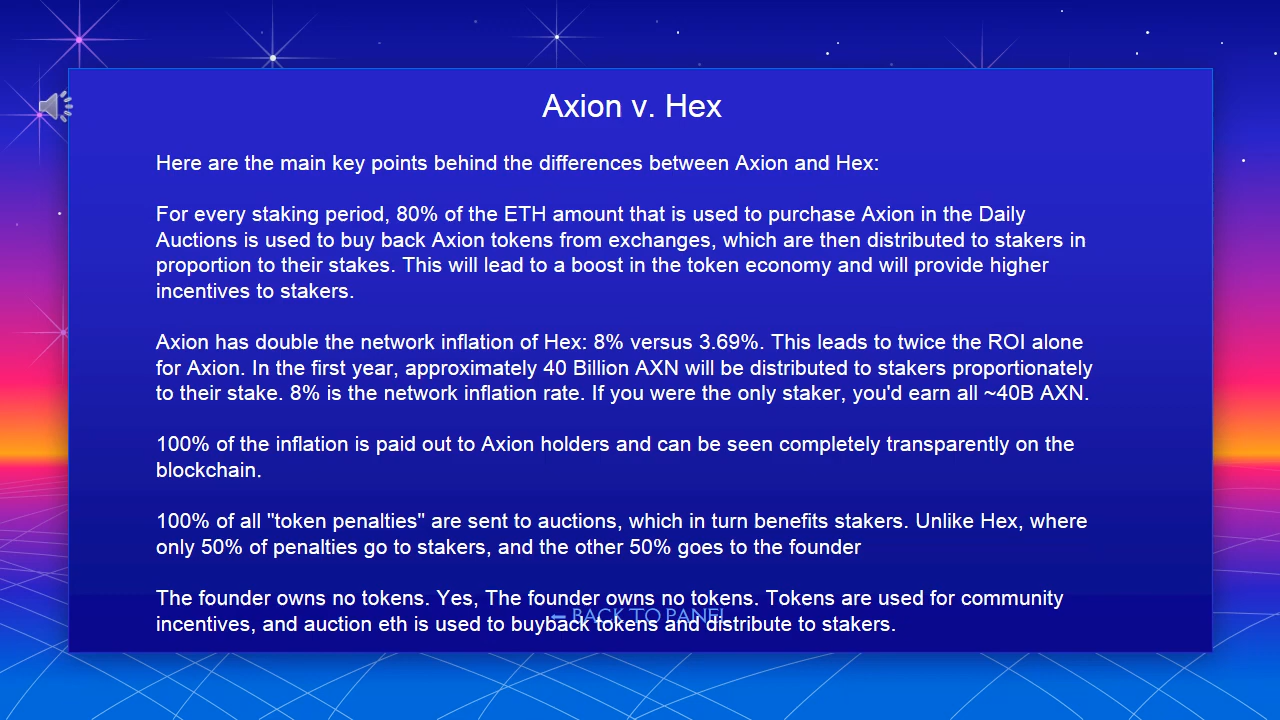 Axion v. Hex
Here are the main key points behind the differences between Axion and Hex:
For every staking period, 80% of the ETH amount that is used to purchase Axion in the Daily
Auctions is used to buy back Axion tokens from exchanges, which are then distributed to stakers in
proportion to their stakes. This will lead to a boost in the token economy and will provide higher
incentives to stakers.
Axion has double the network inflation of Hex: 8% versus 3.69%. This leads to twice the ROI alone
for Axion. In the first year, approximately 40 Billion AXN will be distributed to stakers proportionately
to their stake. 8% is the network inflation rate. If you were the only staker, you'd earn all ~40B AXN.
100% of the inflation is paid out to Axion holders and can be seen completely transparently on the
blockchain.
100% of all "token penalties" are sent to auctions, which in turn benefits stakers. Unlike Hex, where
only 50% of penalties go to stakers, and the other 50% goes to the founder
The founder owns no tokens. Yes, The founder owns no tokens. Tokens are used for community
← BACK TO PANEL
incentives, and auction eth is used to buyback tokens and distribute to stakers.